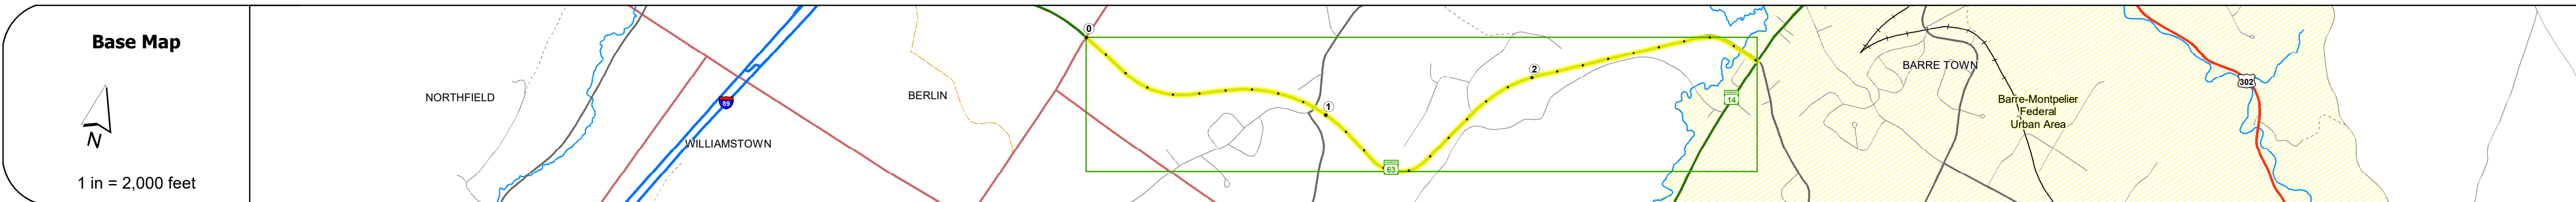 Base Map
N
1 in = 2,000 feet
NORTHFIELD
89
WILLIAMSTOWN
BERLIN
0
1
63
2
14
BARRE TOWN
Barre-Montpelier
Federal
Urban Area
302